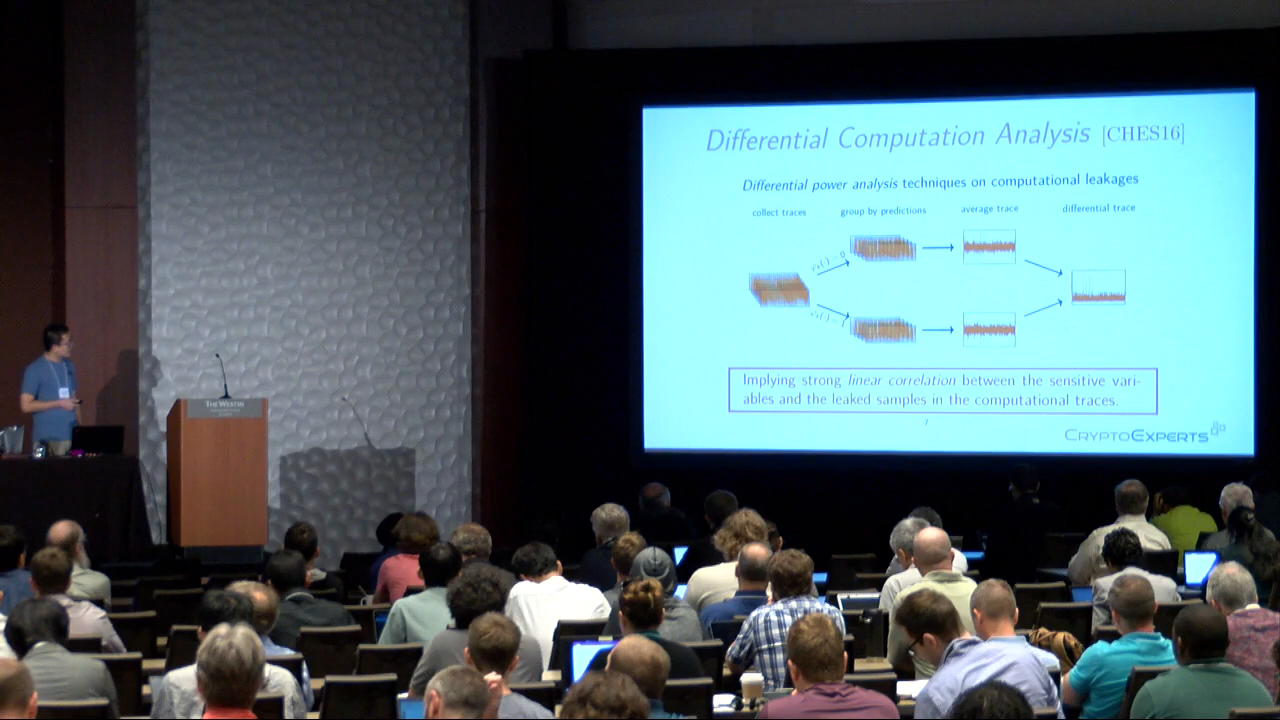 Differential Computation Analysis [CHES16]
Differential power analysis techniques on computational leakages
collect traces group by predictions average trace differential trace
Implying strong linear correlation between the sensitive vari-
ables and the leaked samples in the computational traces.
7
CRYPTOEXPERTS
THE WESTIN